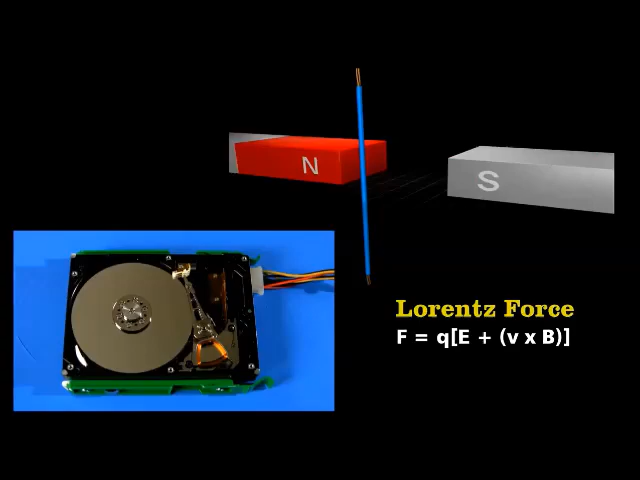 N
S
Lorentz Force
F = q[E + (v x B)]